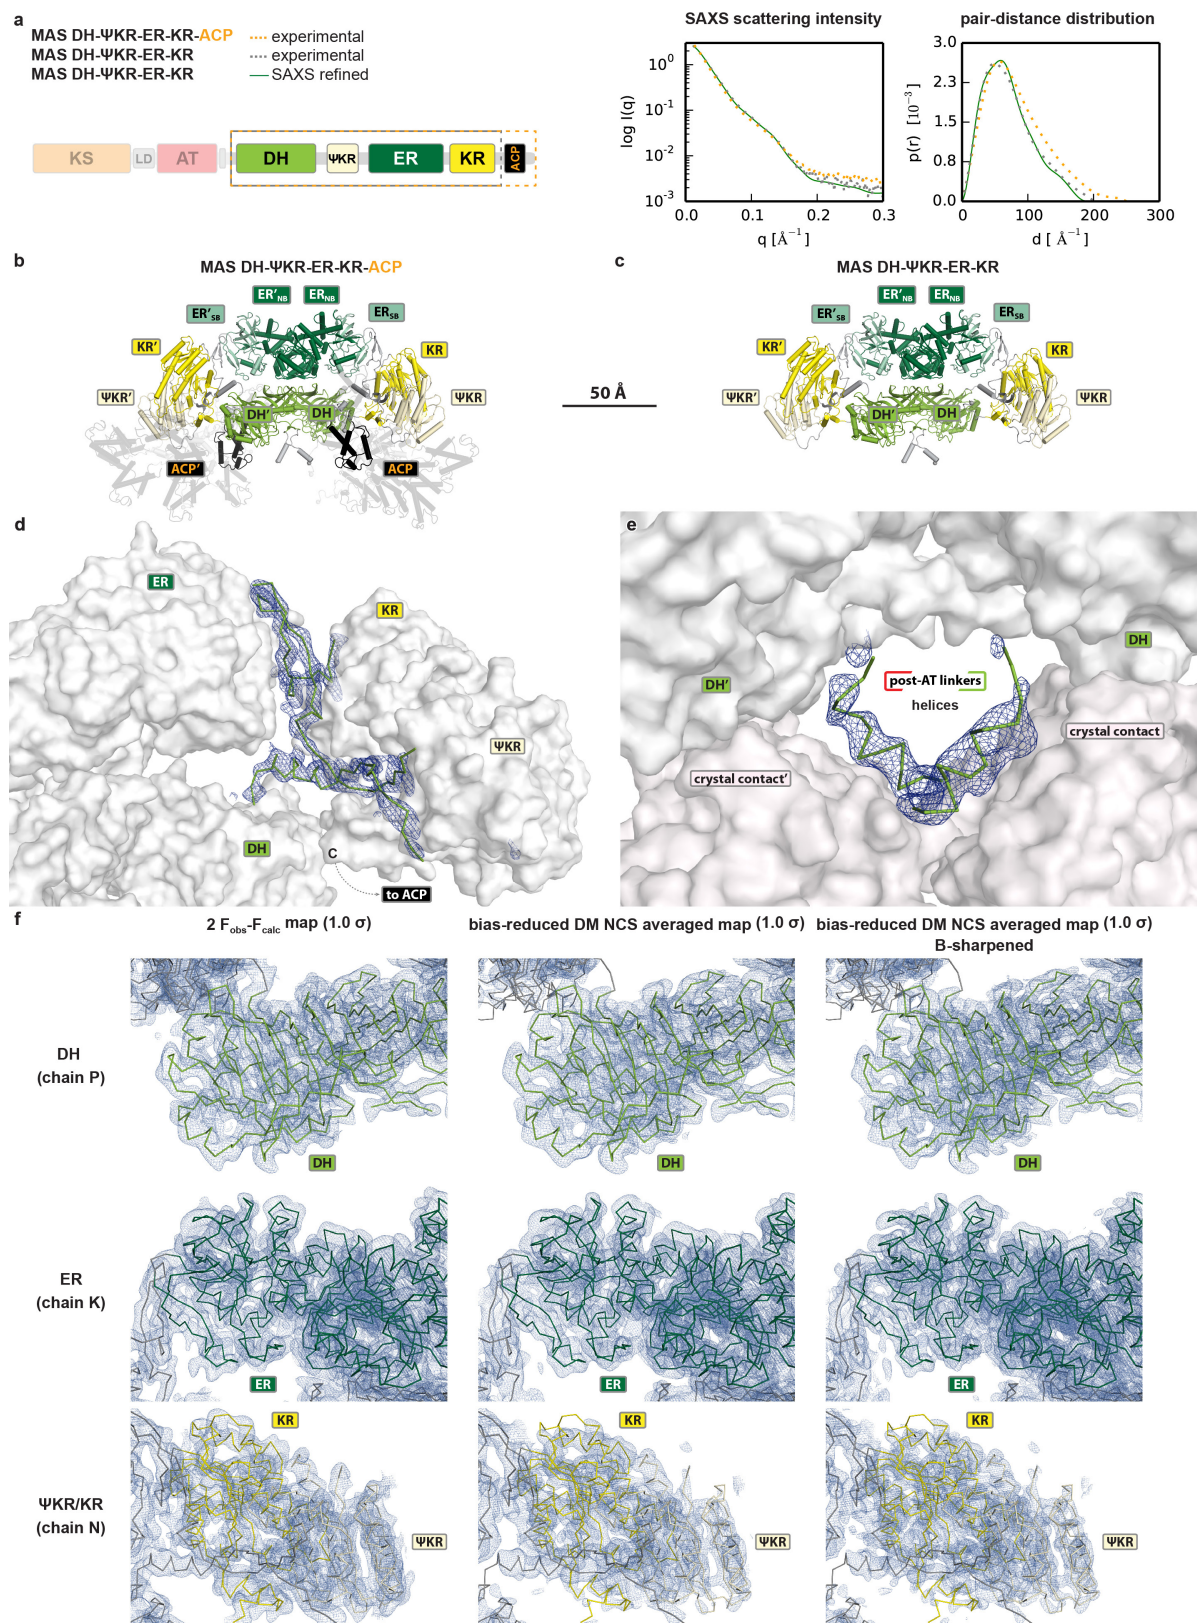 a
MAS DH-ΨKR-ER-KR-ACP experimental
MAS DH-ΨKR-ER-KR experimental
MAS DH-ΨKR-ER-KR SAXS refined
KS LD AT DH ΨKR ER KR ACP
SAXS scattering intensity
log I(q)
10⁰
10⁻¹
10⁻²
10⁻³
0.0 0.1 0.2 0.3
q [Å⁻¹]
pair-distance distribution
p(r) [10⁻³]
3.0
2.3
1.5
0.8
0.0
0 100 200 300
d [ Å⁻¹]
b
MAS DH-ΨKR-ER-KR-ACP
ER′NB ERNB
ER′SB ERSB
KR′ KR
ΨKR′ ΨKR
DH′ DH
ACP′ ACP
50 Å
c
MAS DH-ΨKR-ER-KR
ER′NB ERNB
ER′SB ERSB
KR′ KR
ΨKR′ ΨKR
DH′ DH
d
ER
KR
ΨKR
DH
C
to ACP
e
DH
DH′
post-AT linkers
helices
crystal contact
crystal contact′
f
2 Fobs-Fcalc map (1.0 σ)
bias-reduced DM NCS averaged map (1.0 σ)
bias-reduced DM NCS averaged map (1.0 σ)
B-sharpened
DH
(chain P)
DH DH DH
ER
(chain K)
ER ER ER
KR KR KR
ΨKR/KR
(chain N)
ΨKR ΨKR ΨKR